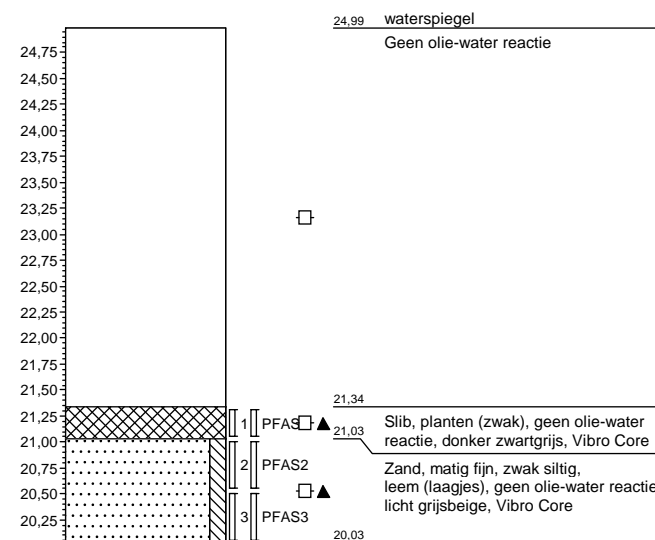 24,99 waterspiegel
Geen olie-water reactie
24,75
24,50
24,25
24,00
23,75
23,50
23,25
23,00
22,75
22,50
22,25
22,00
21,75
21,50
21,34
21,25
1 PFAS
Slib, planten (zwak), geen olie-water
21,03
reactie, donker zwartgrijs, Vibro Core
21,00
20,75
2 PFAS2
Zand, matig fijn, zwak siltig,
leem (laagjes), geen olie-water reactie
20,50
licht grijsbeige, Vibro Core
20,25
3 PFAS3
20,03